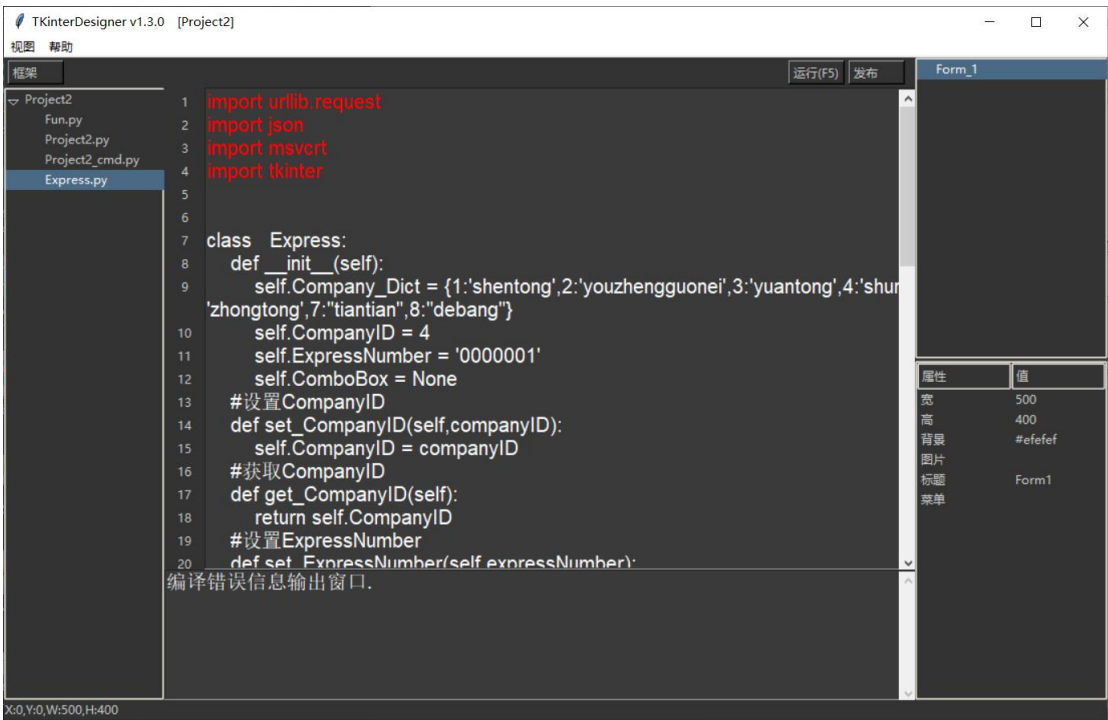 TKinterDesigner v1.3.0 [Project2]
视图 帮助
框架
运行(F5) 发布
Project2
Fun.py
Project2.py
Project2_cmd.py
Express.py
1 import urllib.request
2 import json
3 import msvcrt
4 import tkinter
5
6
7 class Express:
8 def __init__(self):
9 self.Company_Dict = {1:'shentong',2:'youzhengguonei',3:'yuantong',4:'shur
'zhongtong',7:"tiantian",8:"debang"}
10 self.CompanyID = 4
11 self.ExpressNumber = '0000001'
12 self.ComboBox = None
13 #设置CompanyID
14 def set_CompanyID(self,companyID):
15 self.CompanyID = companyID
16 #获取CompanyID
17 def get_CompanyID(self):
18 return self.CompanyID
19 #设置ExpressNumber
20 def set_ExpressNumber(self,expressNumber):
编译错误信息输出窗口.
Form_1
属性 值
宽 500
高 400
背景 #efefef
图片
标题 Form1
菜单
X:0,Y:0,W:500,H:400